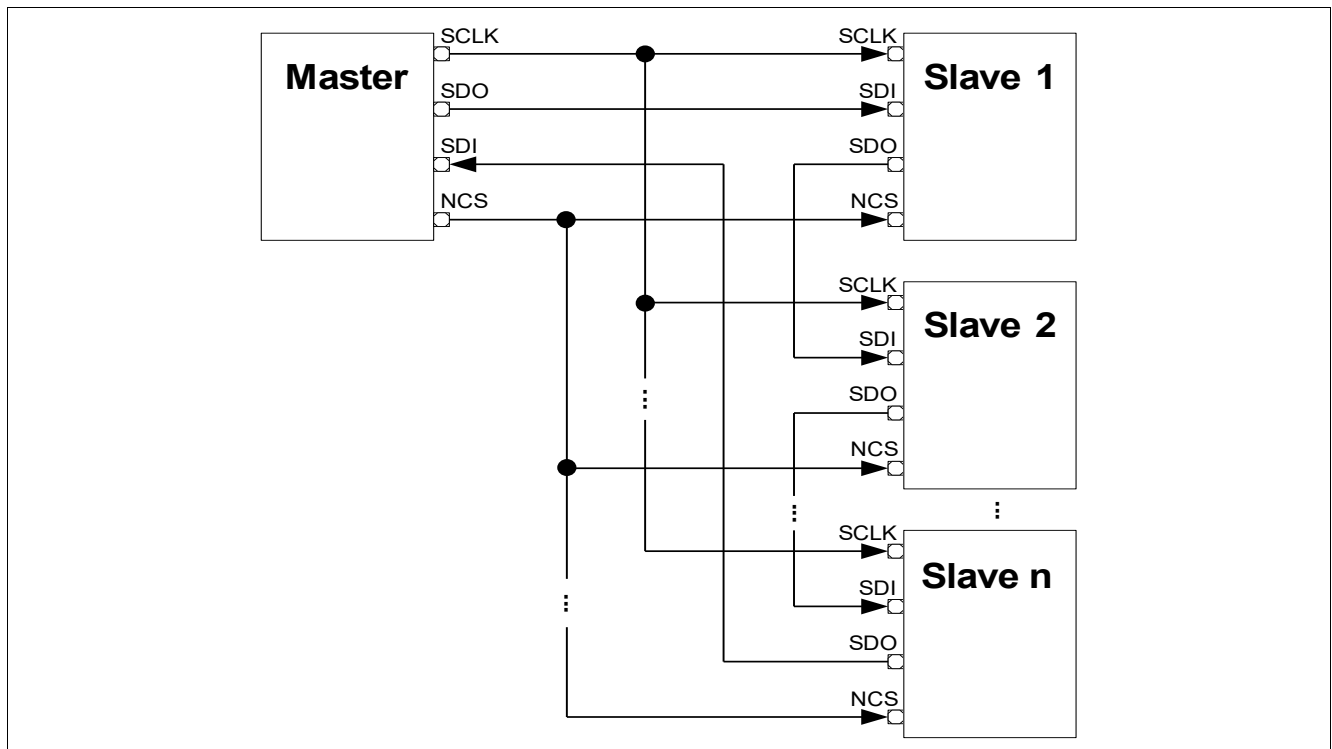 Master
SCLK
SDO
SDI
NCS
SCLK
SDI
SDO
NCS
Slave 1
SCLK
SDI
SDO
NCS
Slave 2
...
...
...
...
SCLK
SDI
SDO
NCS
Slave n